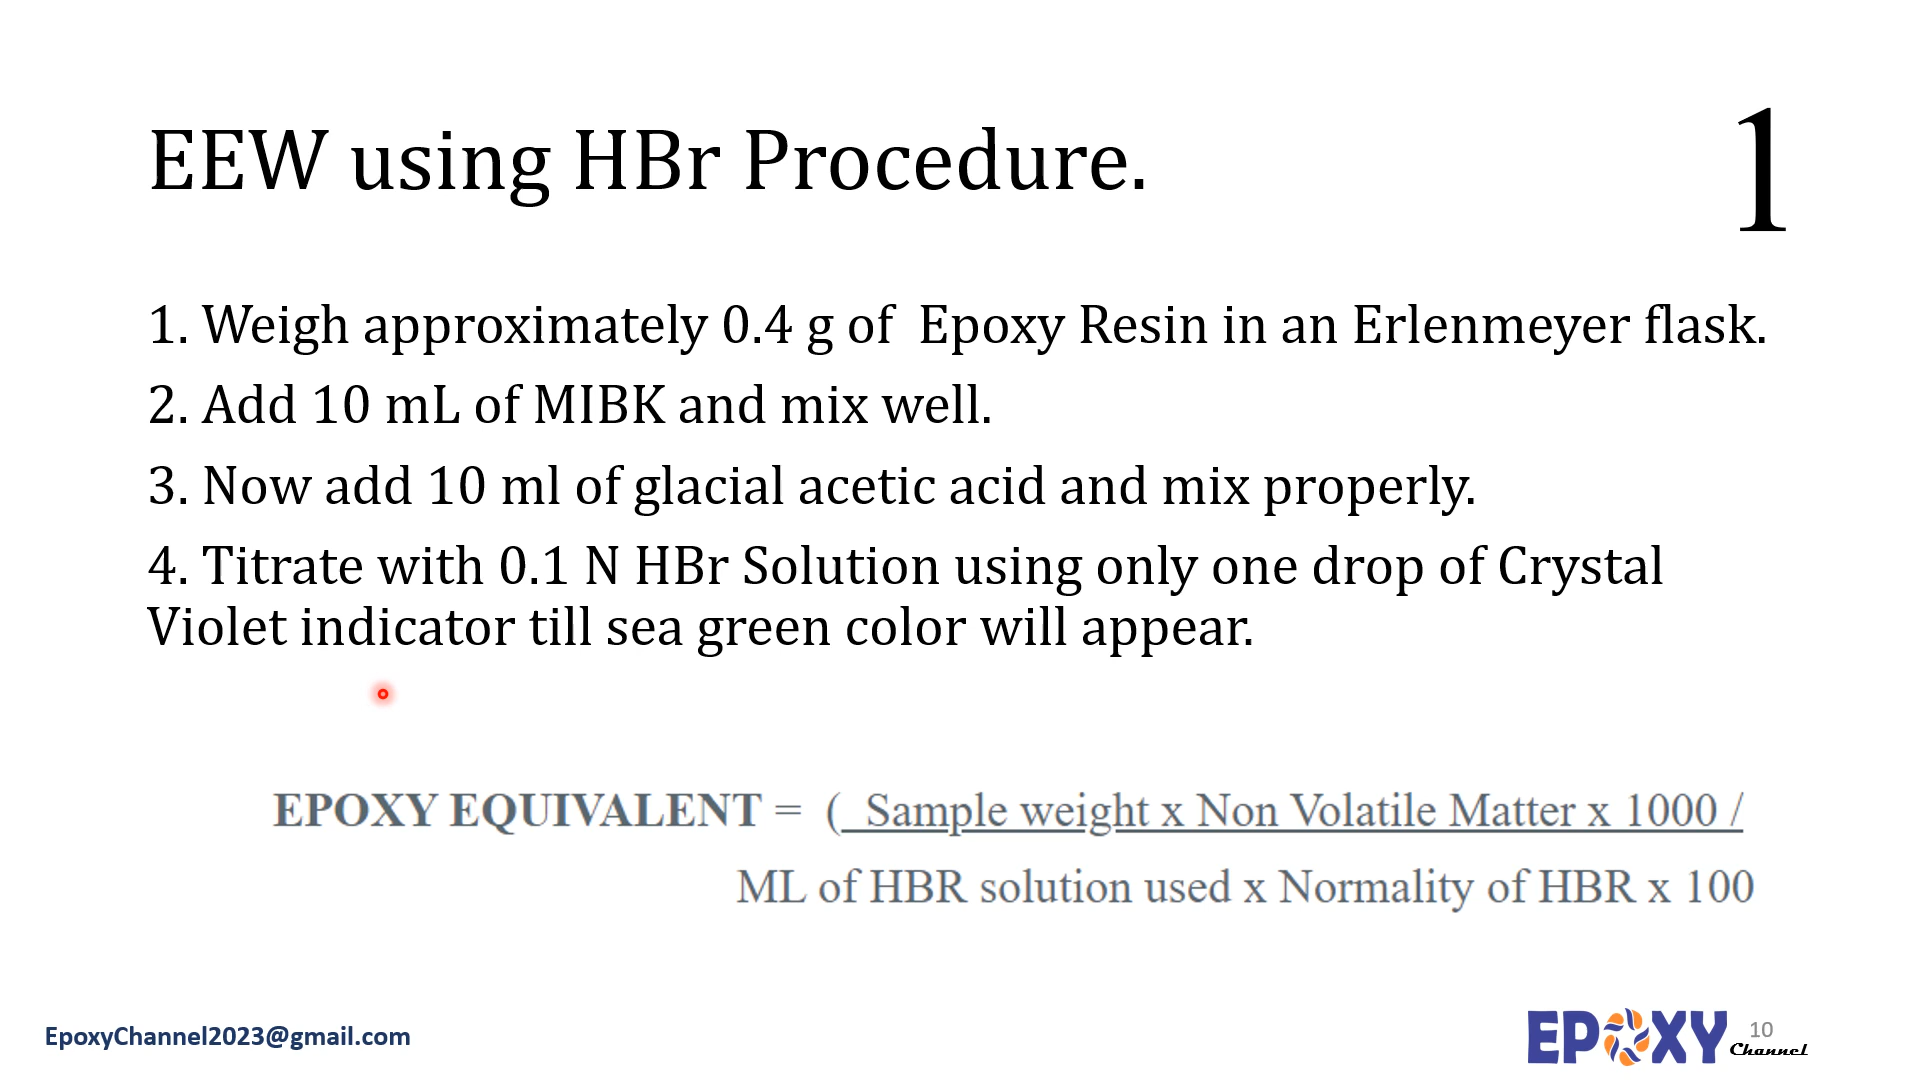 EEW using HBr Procedure.
1
1. Weigh approximately 0.4 g of  Epoxy Resin in an Erlenmeyer flask.
2. Add 10 mL of MIBK and mix well.
3. Now add 10 ml of glacial acetic acid and mix properly.
4. Titrate with 0.1 N HBr Solution using only one drop of Crystal
Violet indicator till sea green color will appear.
EPOXY EQUIVALENT = (  Sample weight x Non Volatile Matter x 1000 /
ML of HBR solution used x Normality of HBR x 100
EpoxyChannel2023@gmail.com
EPOXY
Channel
10